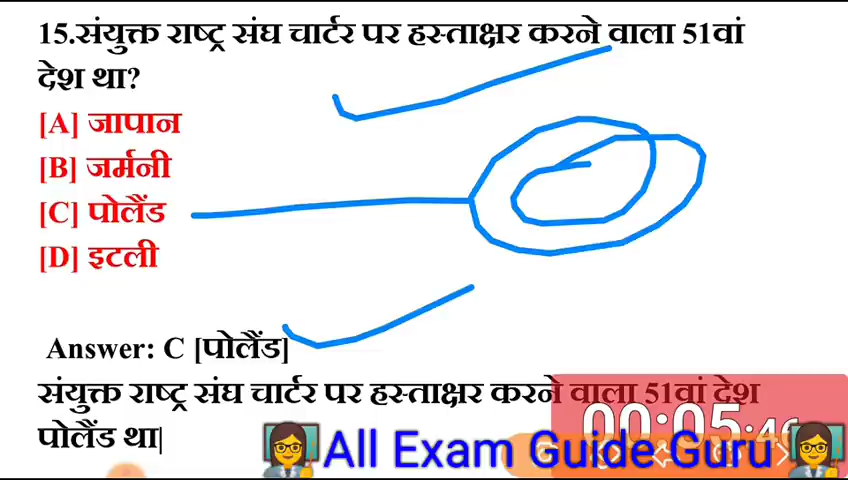 15.संयुक्त राष्ट्र संघ चार्टर पर हस्ताक्षर करने वाला 51वां
देश था?
[A] जापान
[B] जर्मनी
[C] पोलैंड
[D] इटली
Answer: C [पोलैंड]
संयुक्त राष्ट्र संघ चार्टर पर हस्ताक्षर करने वाला 51वां देश
पोलैंड था|
00:05:46
All Exam Guide Guru